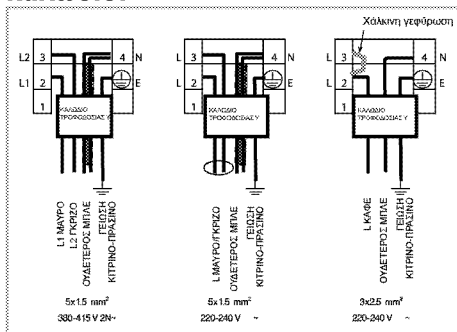 Χάλκινη γεφύρωση
L2 3 4 N
L1 2 E
1
ΚΑΛΩΔΙΟ
ΤΡΟΦΟΔΟΣΙΑΣ Υ
L1 ΜΑΥΡΟ
L2 ΓΚΡΙΖΟ
ΟΥΔΕΤΕΡΟΣ ΜΠΛΕ
ΓΕΙΩΣΗ
ΚΙΤΡΙΝΟ-ΠΡΑΣΙΝΟ
5x1.5 mm²
380-415 V 2N~
L 3 4 N
L 2 E
1
ΚΑΛΩΔΙΟ
ΤΡΟΦΟΔΟΣΙΑΣ Υ
L ΜΑΥΡΟ/ΓΚΡΙΖΟ
ΟΥΔΕΤΕΡΟΣ ΜΠΛΕ
ΓΕΙΩΣΗ
ΚΙΤΡΙΝΟ-ΠΡΑΣΙΝΟ
5x1.5 mm²
220-240 V ~
L 3 4 N
L 2 E
1
ΚΑΛΩΔΙΟ
ΤΡΟΦΟΔΟΣΙΑΣ Υ
L ΚΑΦΕ
ΟΥΔΕΤΕΡΟΣ ΜΠΛΕ
ΓΕΙΩΣΗ
ΚΙΤΡΙΝΟ-ΠΡΑΣΙΝΟ
3x2.5 mm²
220-240 V ~